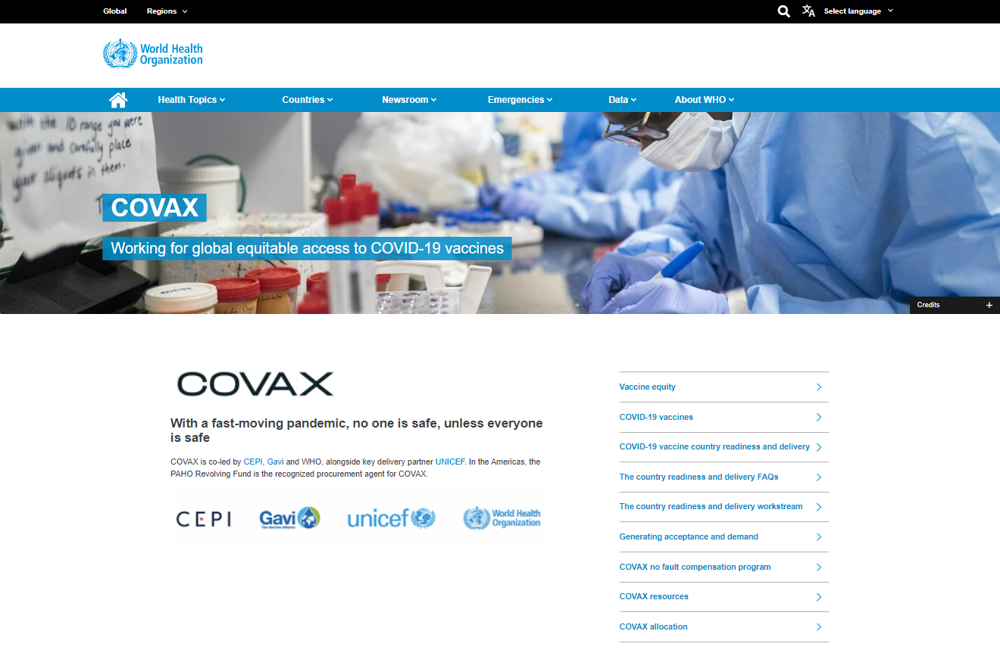 Global
Regions
Select language
World Health
Organization
Health Topics
Countries
Newsroom
Emergencies
Data
About WHO
with the 10 range you were
given and carefully place
your aliquots in them.
COVAX
Working for global equitable access to COVID-19 vaccines
Credits
COVAX
With a fast-moving pandemic, no one is safe, unless everyone
is safe
COVAX is co-led by CEPI, Gavi and WHO, alongside key delivery partner UNICEF. In the Americas, the
PAHO Revolving Fund is the recognized procurement agent for COVAX.
CEPI
Gavi
The Vaccine Alliance
unicef
World Health
Organization
Vaccine equity
COVID-19 vaccines
COVID-19 vaccine country readiness and delivery
The country readiness and delivery FAQs
The country readiness and delivery workstream
Generating acceptance and demand
COVAX no fault compensation program
COVAX resources
COVAX allocation